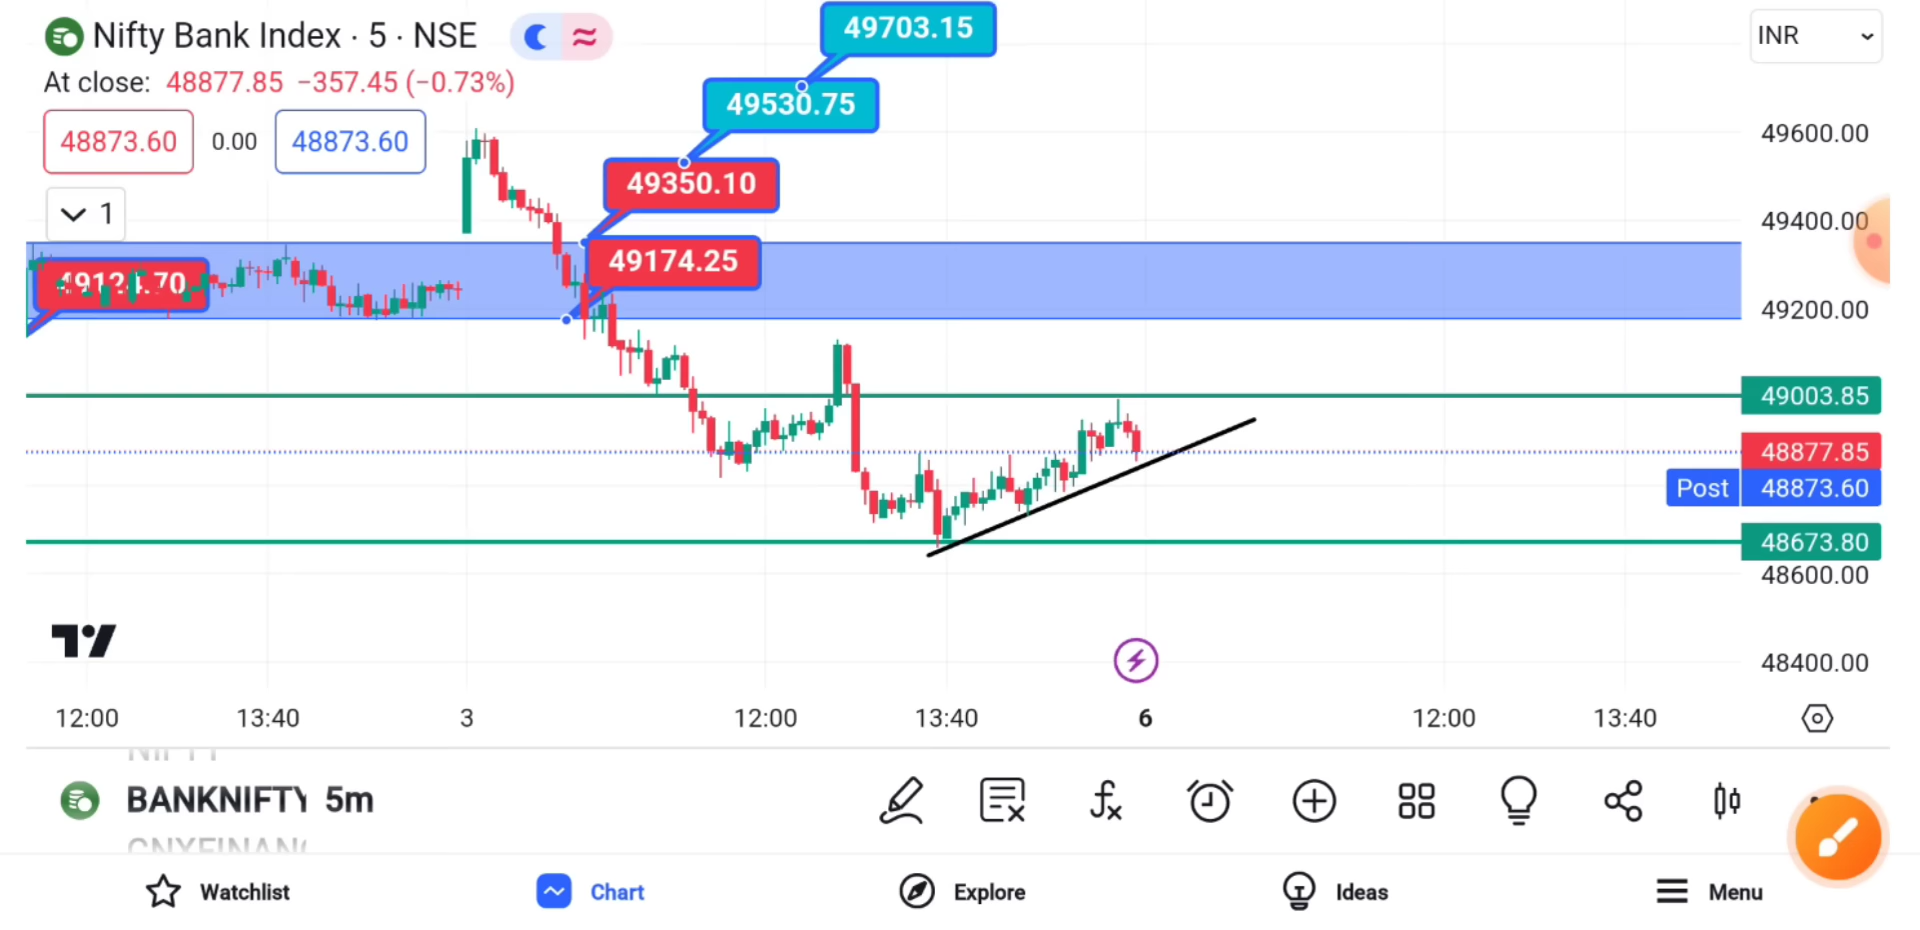 Nifty Bank Index · 5 · NSE
49703.15
INR
At close: 48877.85 −357.45 (−0.73%)
49530.75
48873.60 0.00 48873.60
49600.00
49350.10
1
49400.00
49174.25
49124.70
49200.00
49003.85
48877.85
Post 48873.60
48673.80
48600.00
48400.00
12:00 13:40 3 12:00 13:40 6 12:00 13:40
NIFTY
BANKNIFTY 5m
Watchlist Chart Explore Ideas Menu